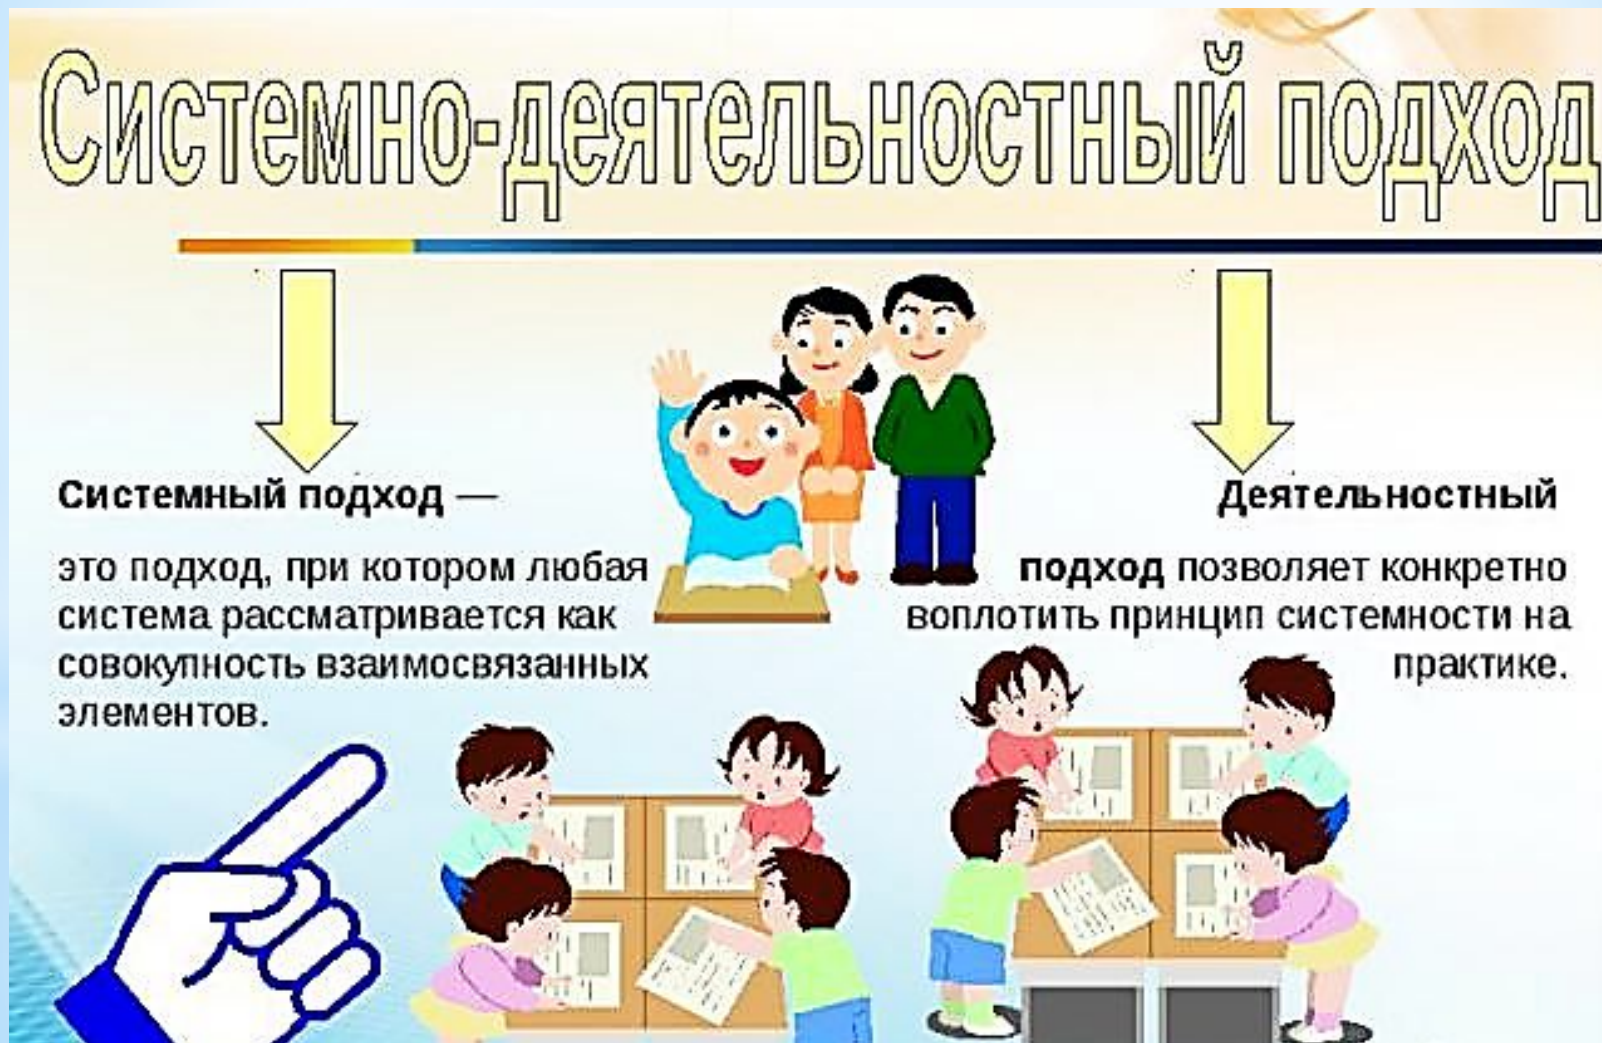 Системно-деятельностный подход
Системный подход —
это подход, при котором любая
система рассматривается как
совокупность взаимосвязанных
элементов.
Деятельностный
подход позволяет конкретно
воплотить принцип системности на
практике.